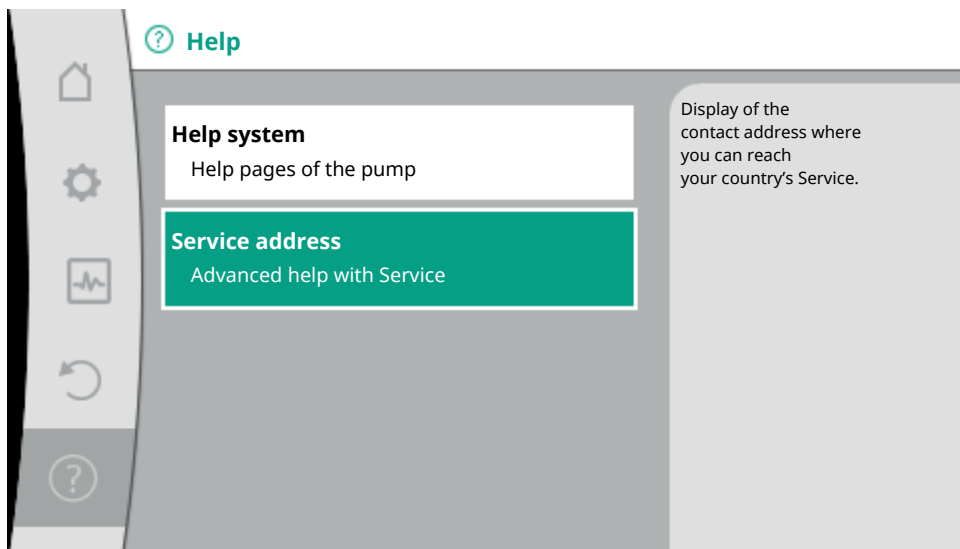 Help
Help system
Help pages of the pump
Service address
Advanced help with Service
Display of the
contact address where
you can reach
your country’s Service.